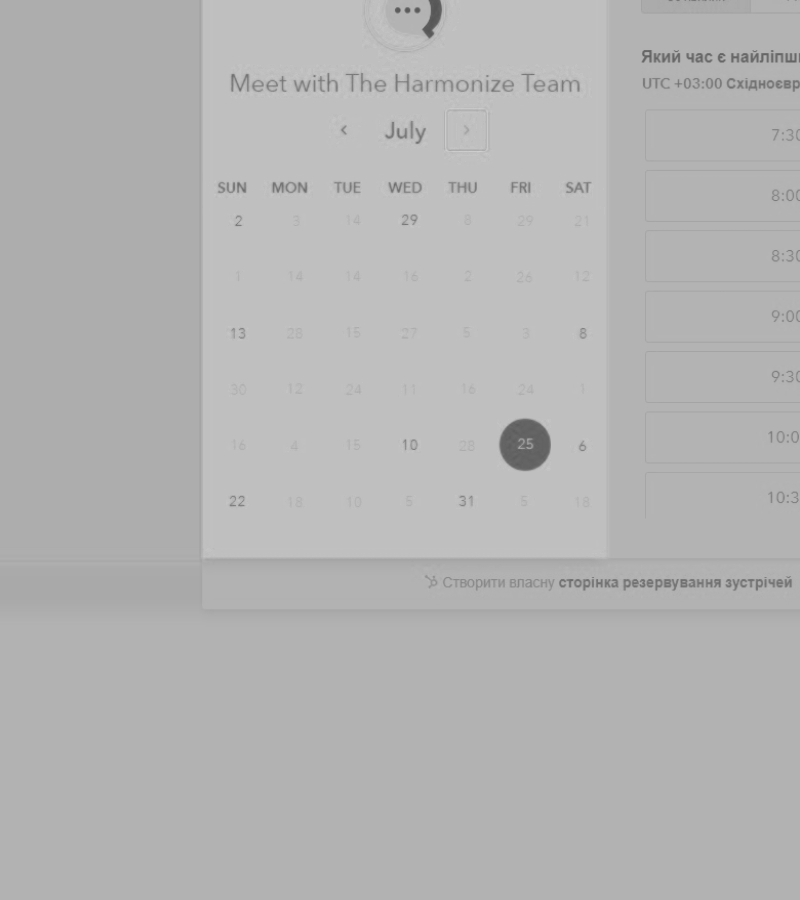 Meet with The Harmonize Team
‹ July ›
SUN MON TUE WED THU FRI SAT
2 3 14 29 8 29 21
1 14 14 16 2 26 12
13 28 15 27 5 3 8
30 12 24 11 16 24 1
16 4 15 10 28 25 6
22 18 10 5 31 5 18
Який час є найліпш
UTC +03:00 Східноєвр
7:30
8:00
8:30
9:00
9:30
10:0
10:3
Створити власну сторінка резервування зустрічей